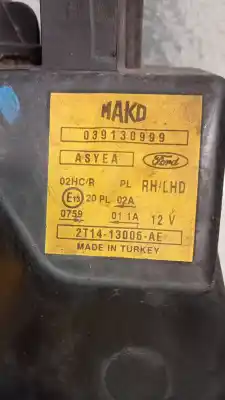 MAKO
039130999
ASYEA Ford
02HC/R PL RH/LHD
20 PL 02A
0759 01 1A 12 V
2T14-13006-AE
MADE IN TURKEY